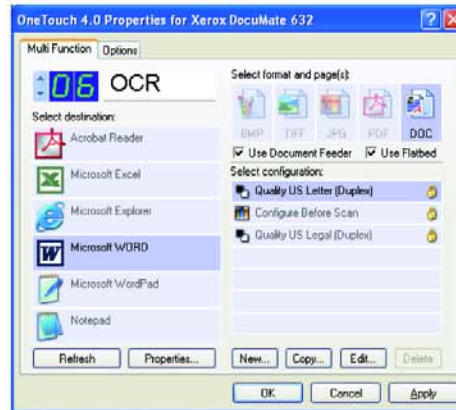 OneTouch 4.0 Properties for Xerox DocuMate 632
Multi Function
Options
06 OCR
Select destination:
Acrobat Reader
Microsoft Excel
Microsoft Explorer
Microsoft WORD
Microsoft WordPad
Notepad
Refresh
Properties...
Select format and page(s):
BMP TIFF JPG PDF DOC
Use Document Feeder
Use Flatbed
Select configuration:
Quality US Letter (Duplex)
Configure Before Scan
Quality US Legal (Duplex)
New... Copy... Edit... Delete
OK Cancel Apply